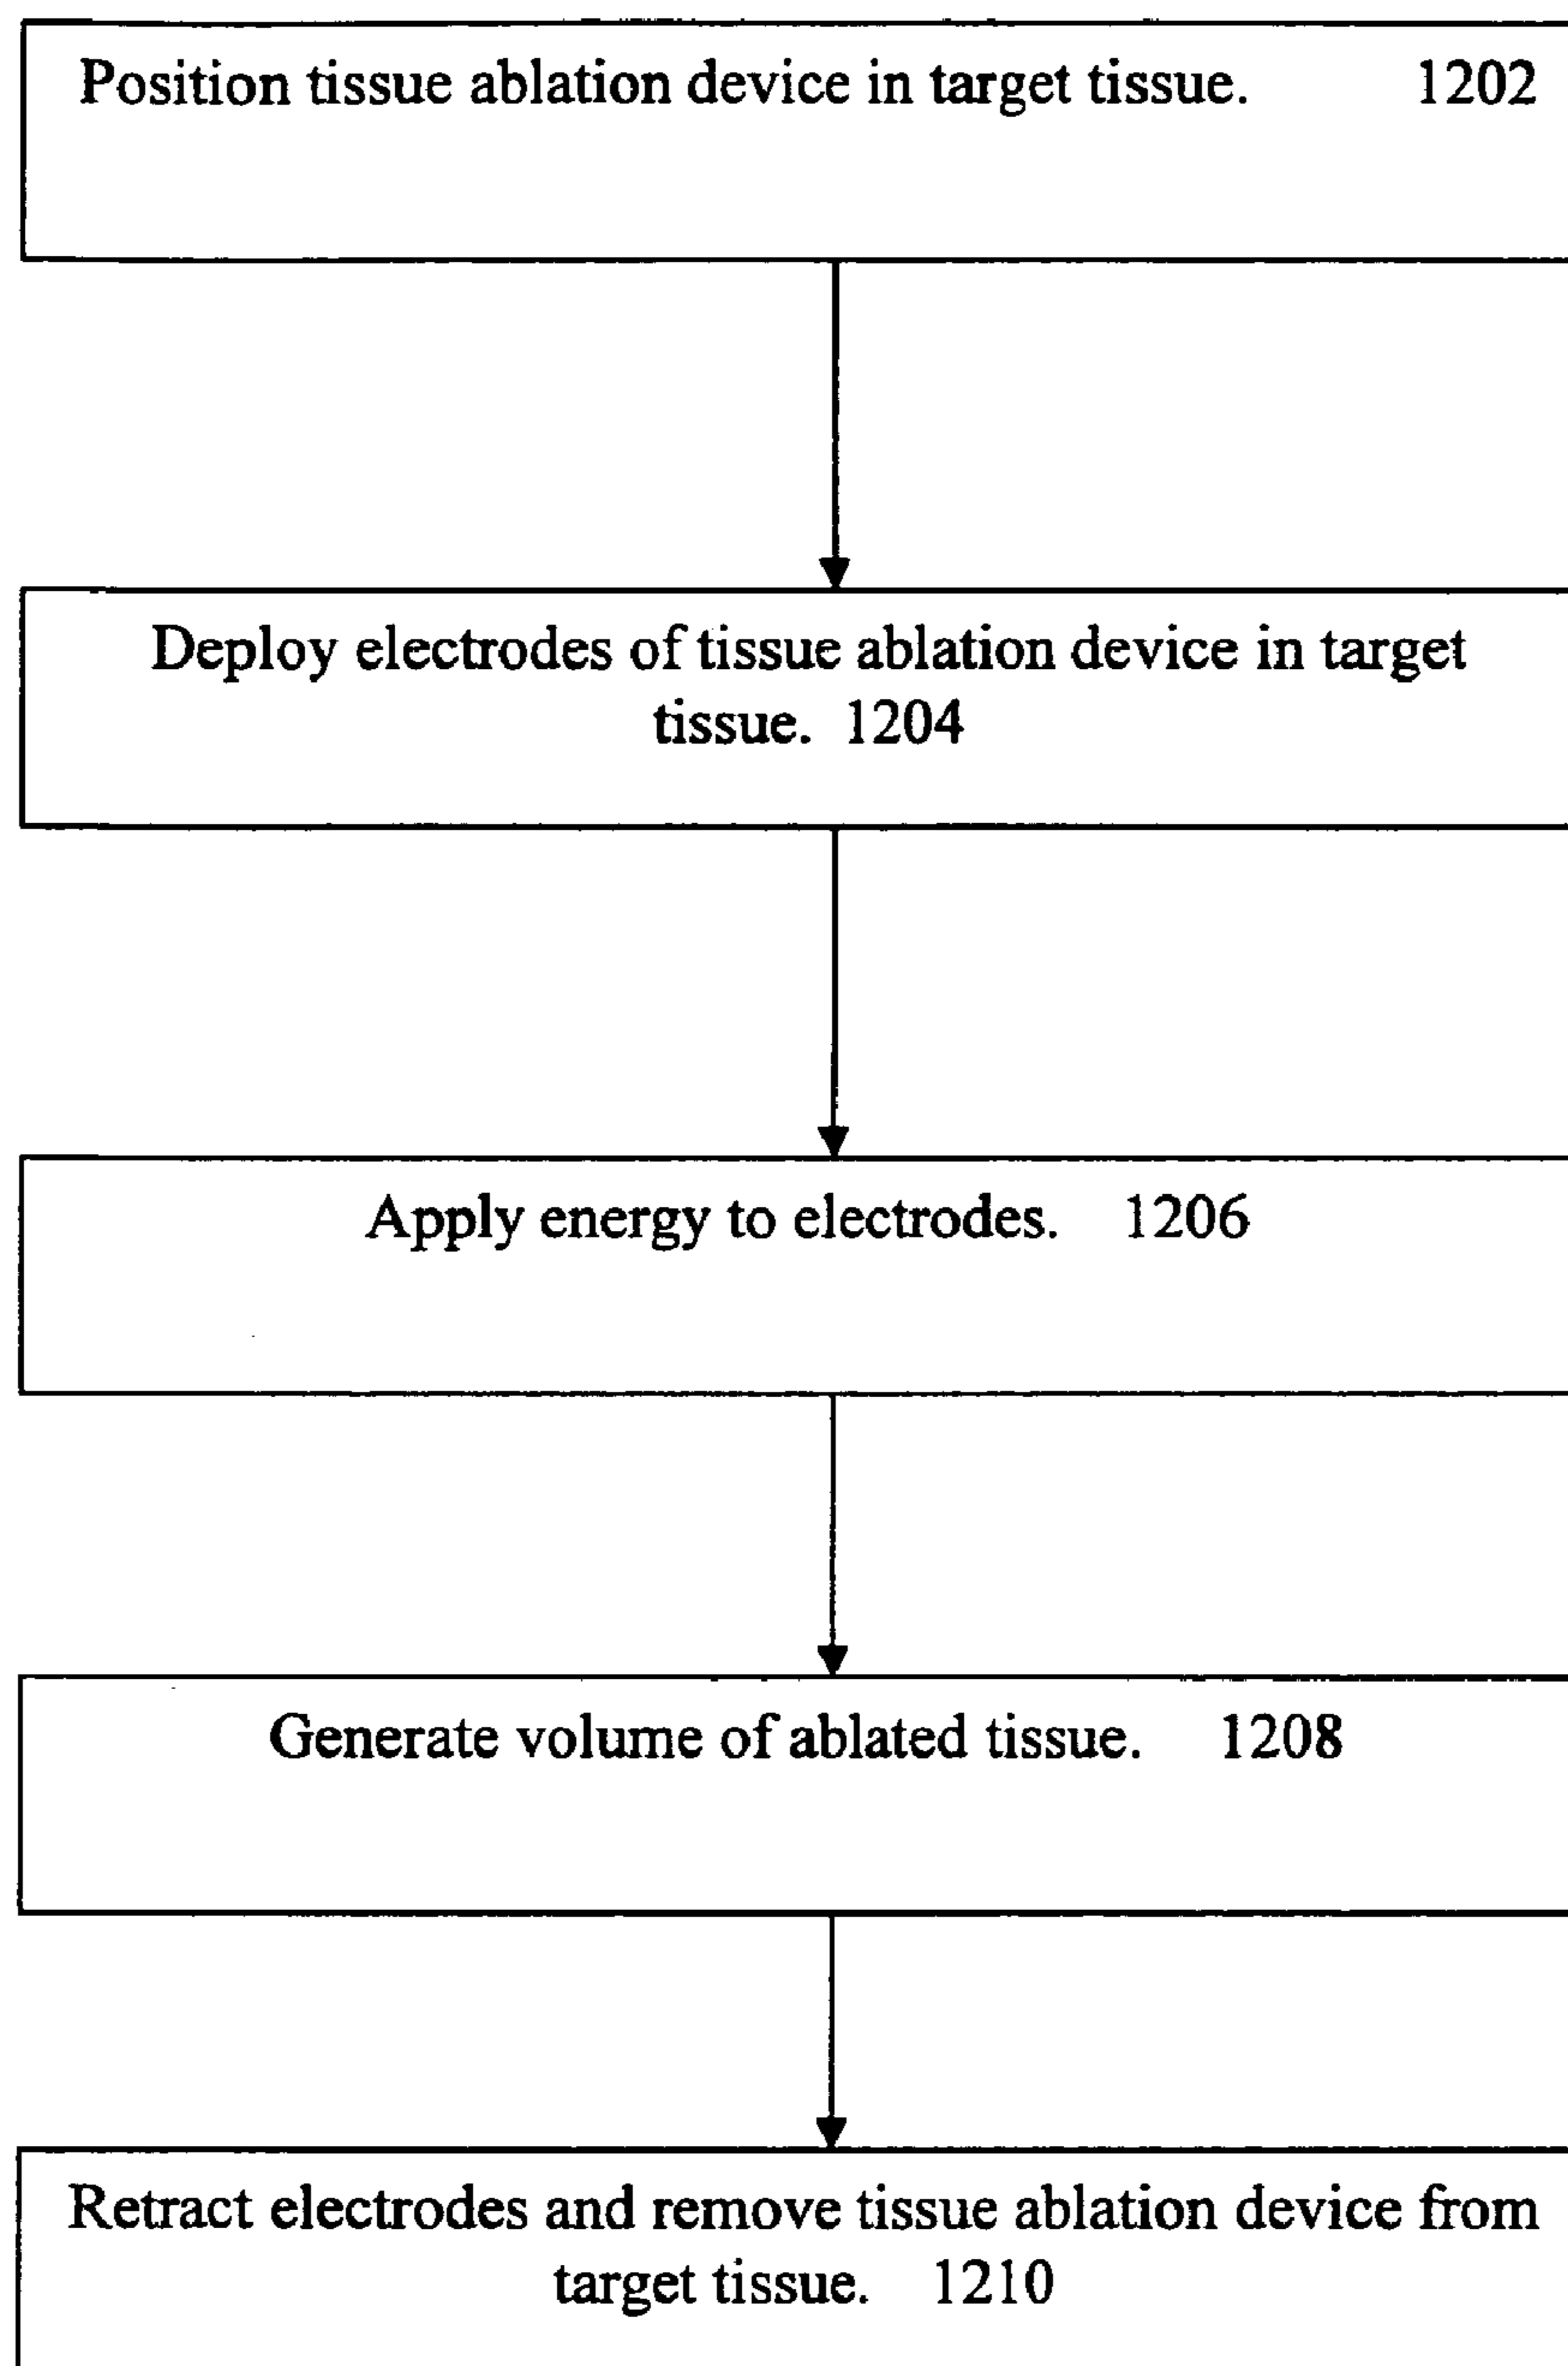 Position tissue ablation device in target tissue. 1202
Deploy electrodes of tissue ablation device in target
tissue. 1204
Apply energy to electrodes. 1206
Generate volume of ablated tissue. 1208
Retract electrodes and remove tissue ablation device from
target tissue. 1210